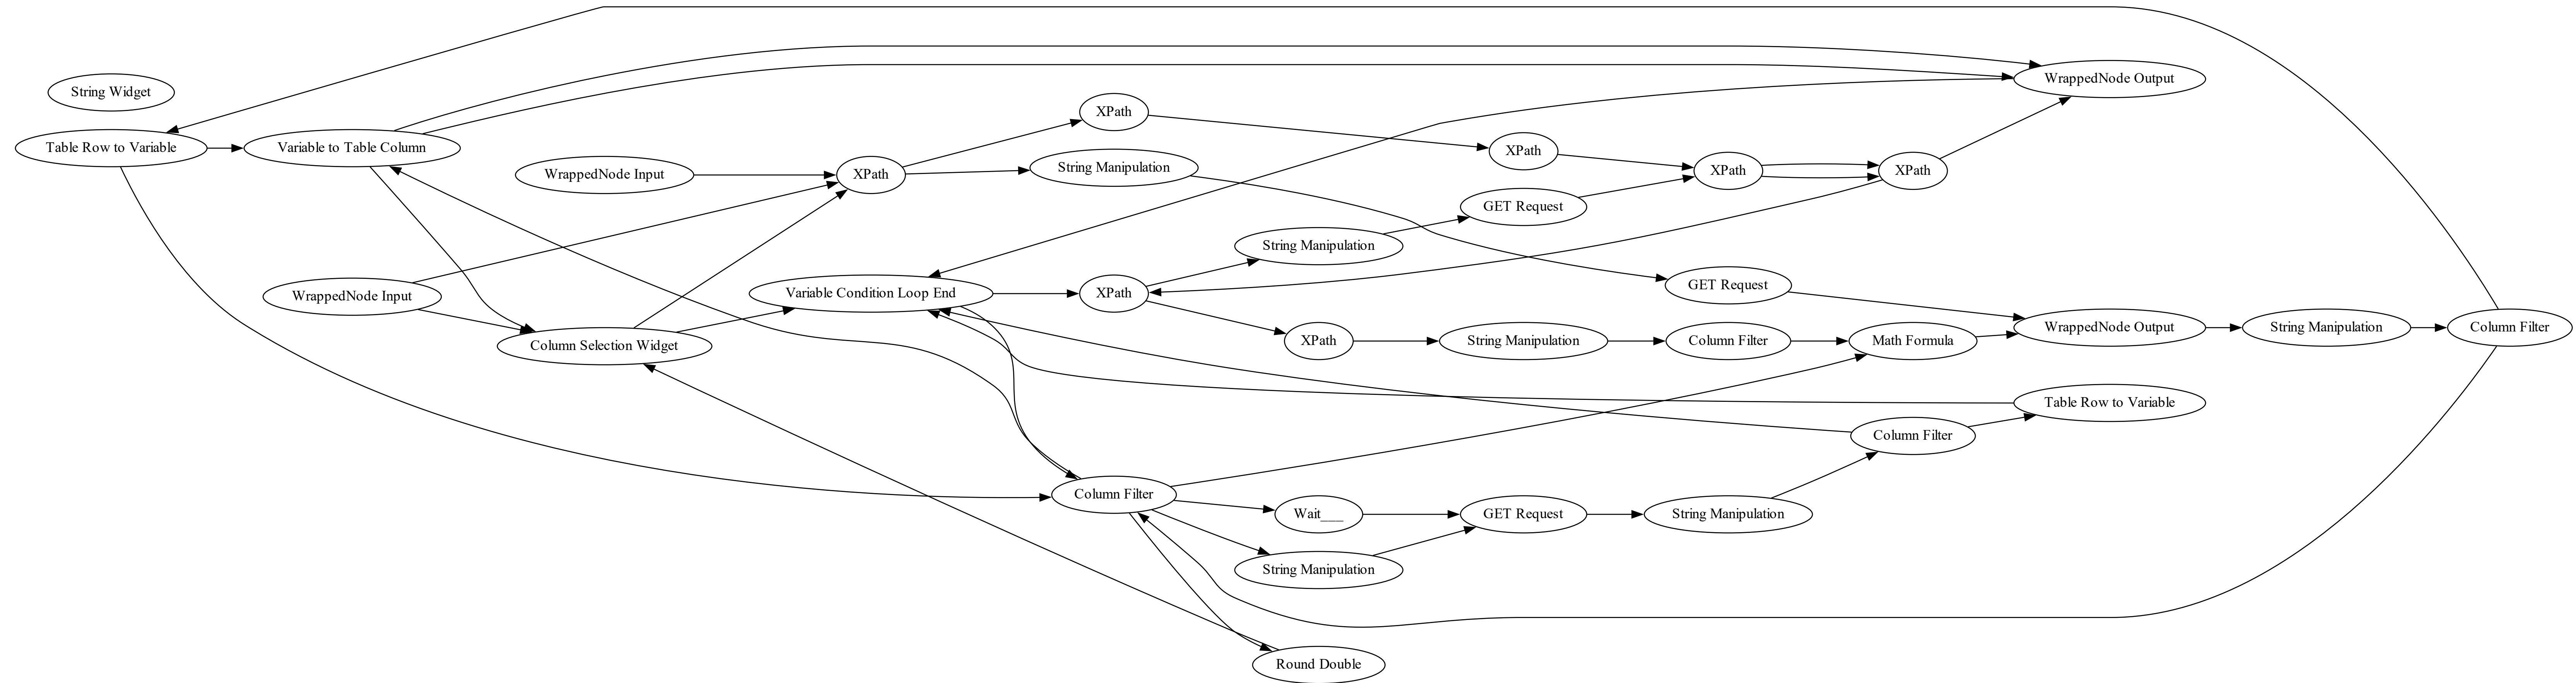 String Widget
Table Row to Variable
Variable to Table Column
WrappedNode Input
WrappedNode Input
Column Selection Widget
XPath
Variable Condition Loop End
XPath
String Manipulation
XPath
Column Filter
String Manipulation
XPath
Wait___
String Manipulation
Round Double
XPath
GET Request
String Manipulation
GET Request
XPath
GET Request
Column Filter
String Manipulation
XPath
Math Formula
Column Filter
WrappedNode Output
WrappedNode Output
Table Row to Variable
String Manipulation
Column Filter